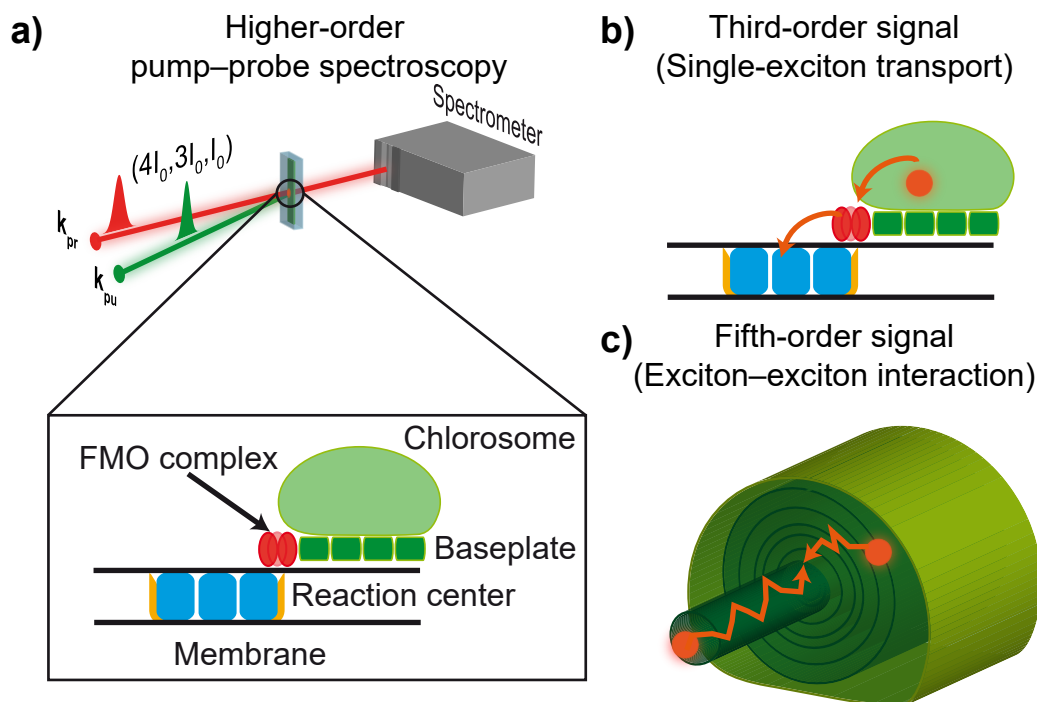 a)
Higher-order
pump–probe spectroscopy
Spectrometer
(4I0,3I0,I0)
kpr
kpu
Chlorosome
FMO complex
Baseplate
Reaction center
Membrane
b)
Third-order signal
(Single-exciton transport)
c)
Fifth-order signal
(Exciton–exciton interaction)